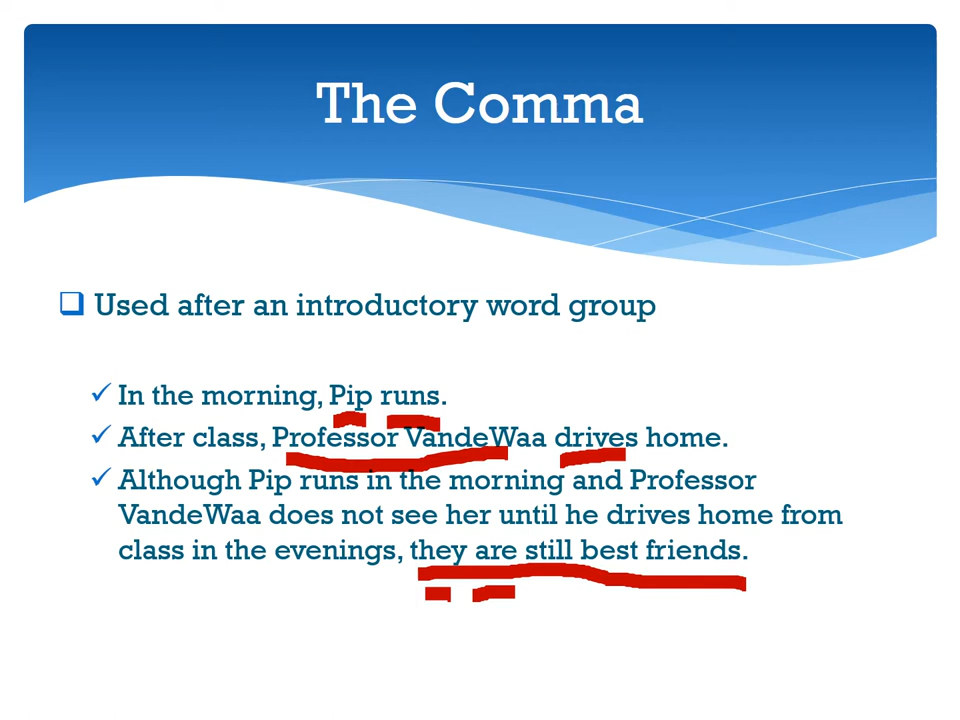 The Comma
Used after an introductory word group
In the morning, Pip runs.
After class, Professor VandeWaa drives home.
Although Pip runs in the morning and Professor
VandeWaa does not see her until he drives home from
class in the evenings, they are still best friends.